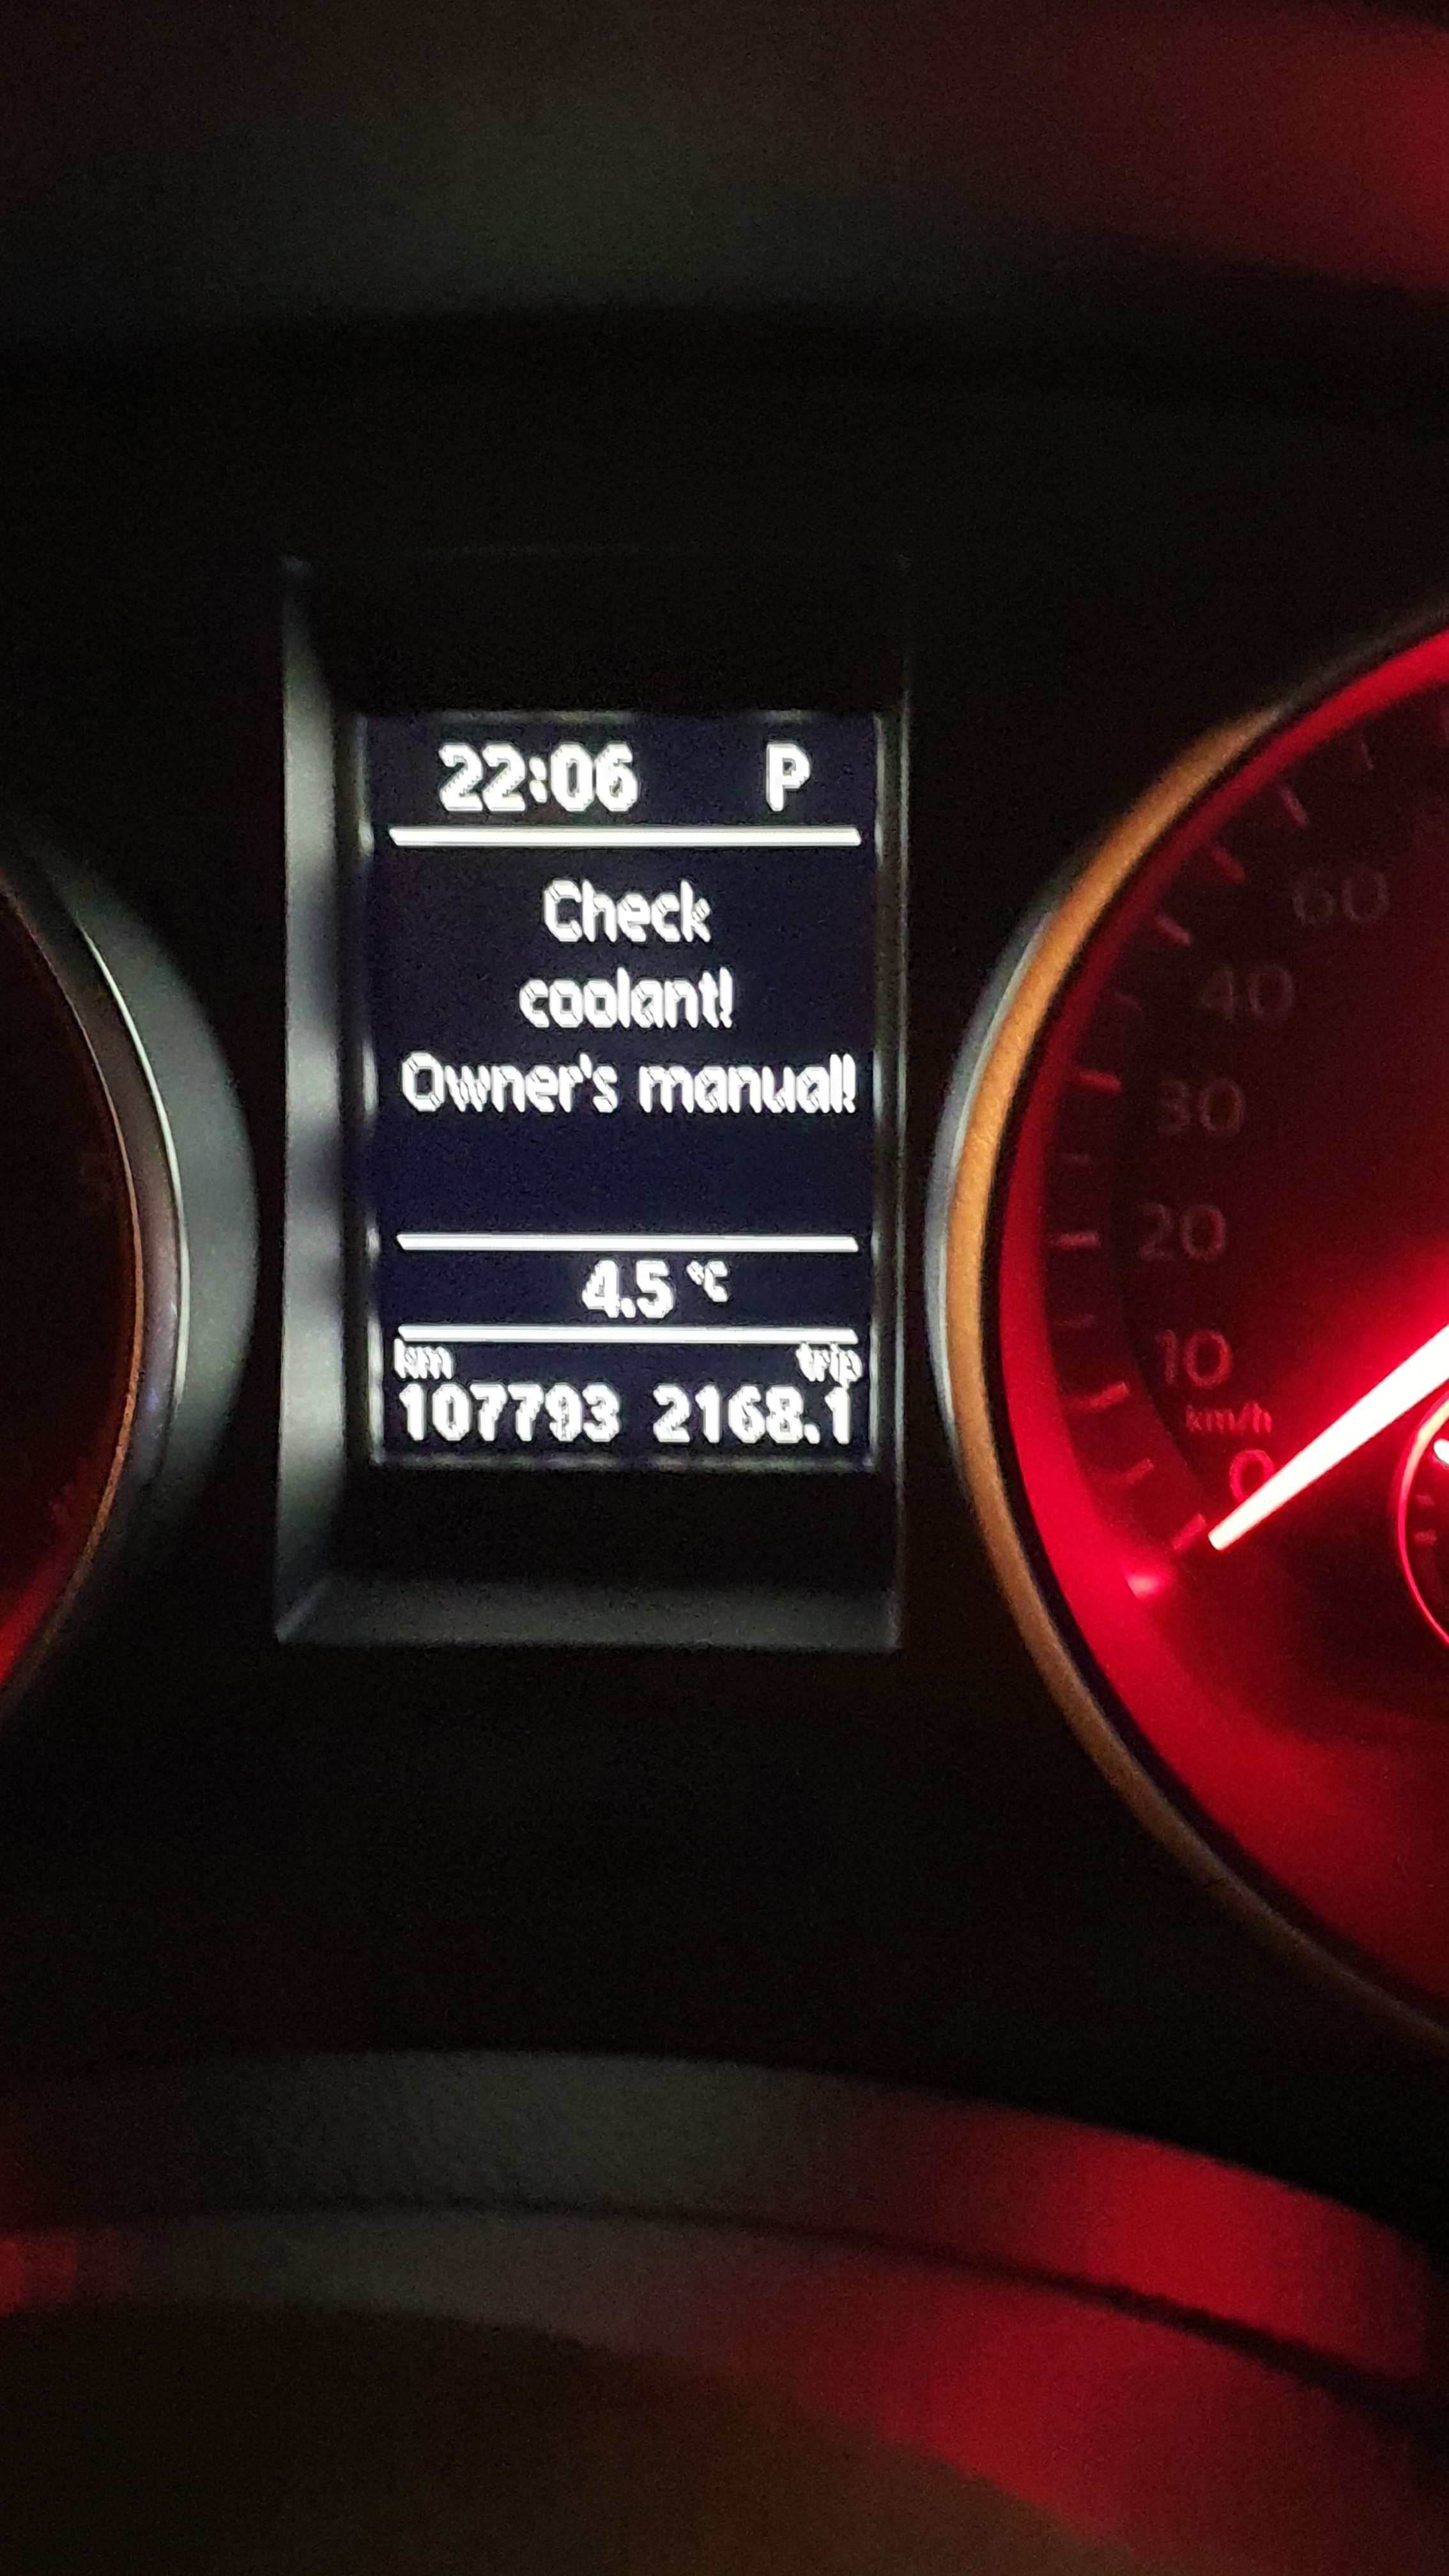 22:06 P
Check
coolant!
Owner's manual!
4.5 °C
km trip
107793 2168.1
60
40
30
20
10
km/h
0